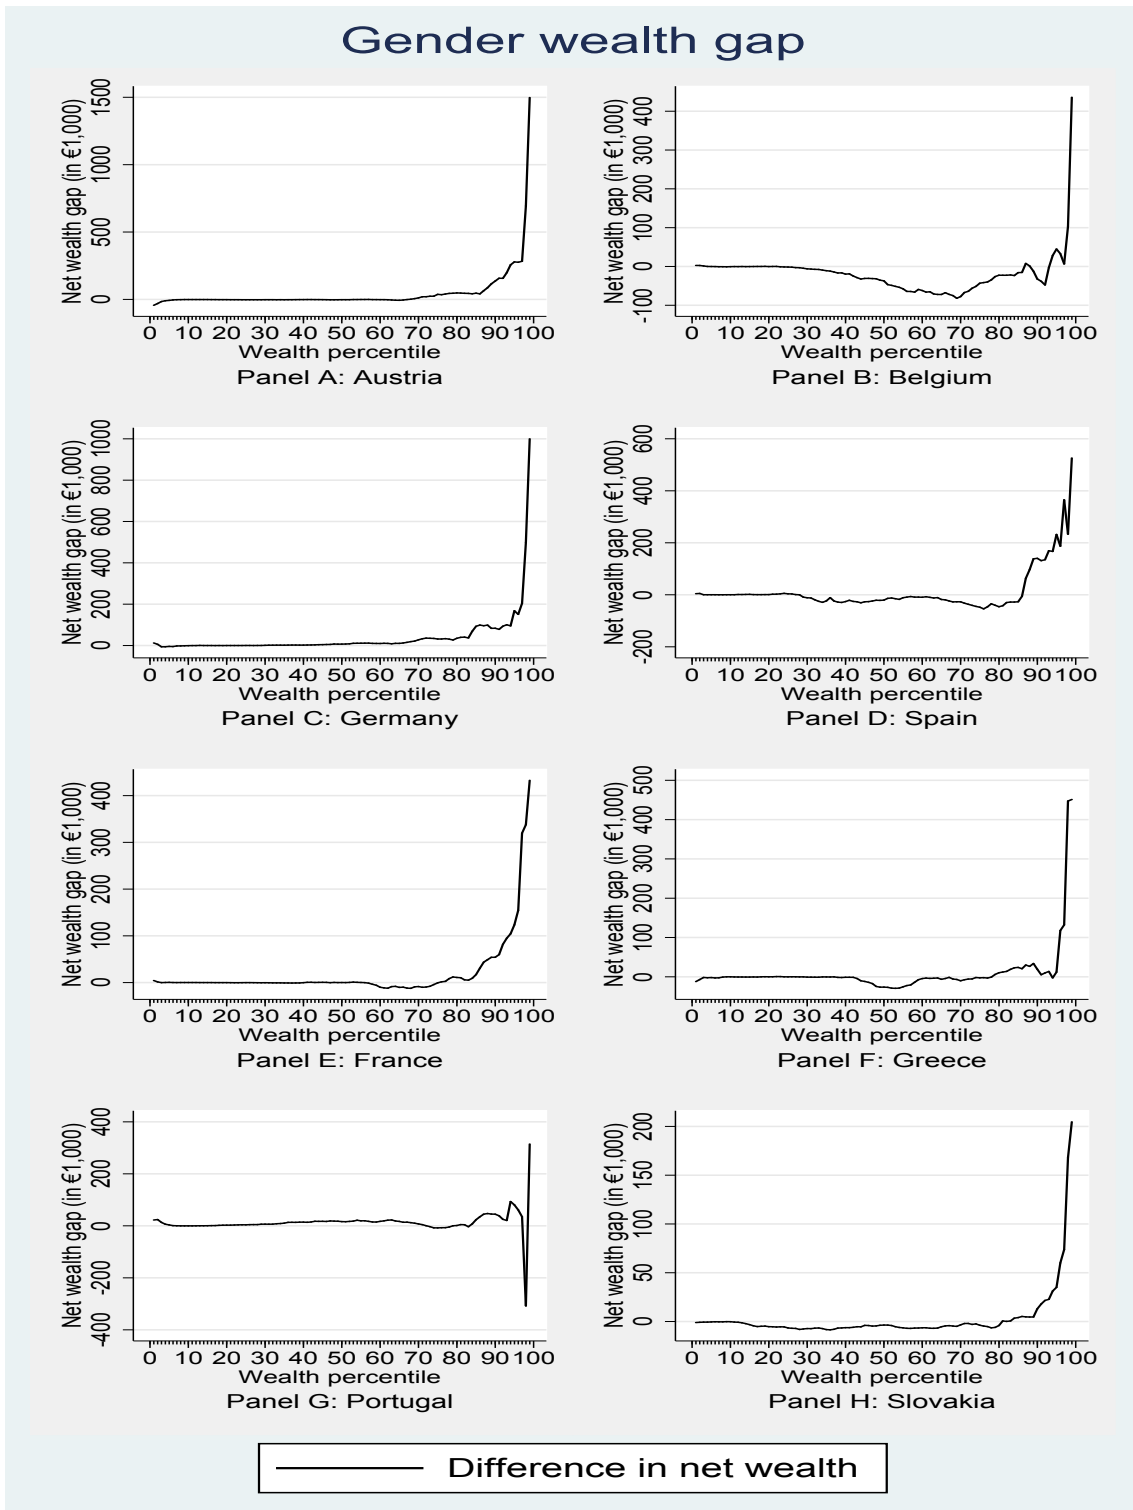 Gender wealth gap
Net wealth gap (in €1,000)
1500
1000
500
0
0 10 20 30 40 50 60 70 80 90 100
Wealth percentile
Panel A: Austria
Net wealth gap (in €1,000)
400
300
200
100
0
-100
0 10 20 30 40 50 60 70 80 90 100
Wealth percentile
Panel B: Belgium
Net wealth gap (in €1,000)
1000
800
600
400
200
0
0 10 20 30 40 50 60 70 80 90 100
Wealth percentile
Panel C: Germany
Net wealth gap (in €1,000)
600
400
200
0
-200
0 10 20 30 40 50 60 70 80 90 100
Wealth percentile
Panel D: Spain
Net wealth gap (in €1,000)
400
300
200
100
0
0 10 20 30 40 50 60 70 80 90 100
Wealth percentile
Panel E: France
Net wealth gap (in €1,000)
500
400
300
200
100
0
0 10 20 30 40 50 60 70 80 90 100
Wealth percentile
Panel F: Greece
Net wealth gap (in €1,000)
400
200
0
-200
-400
0 10 20 30 40 50 60 70 80 90 100
Wealth percentile
Panel G: Portugal
Net wealth gap (in €1,000)
200
150
100
50
0
0 10 20 30 40 50 60 70 80 90 100
Wealth percentile
Panel H: Slovakia
Difference in net wealth